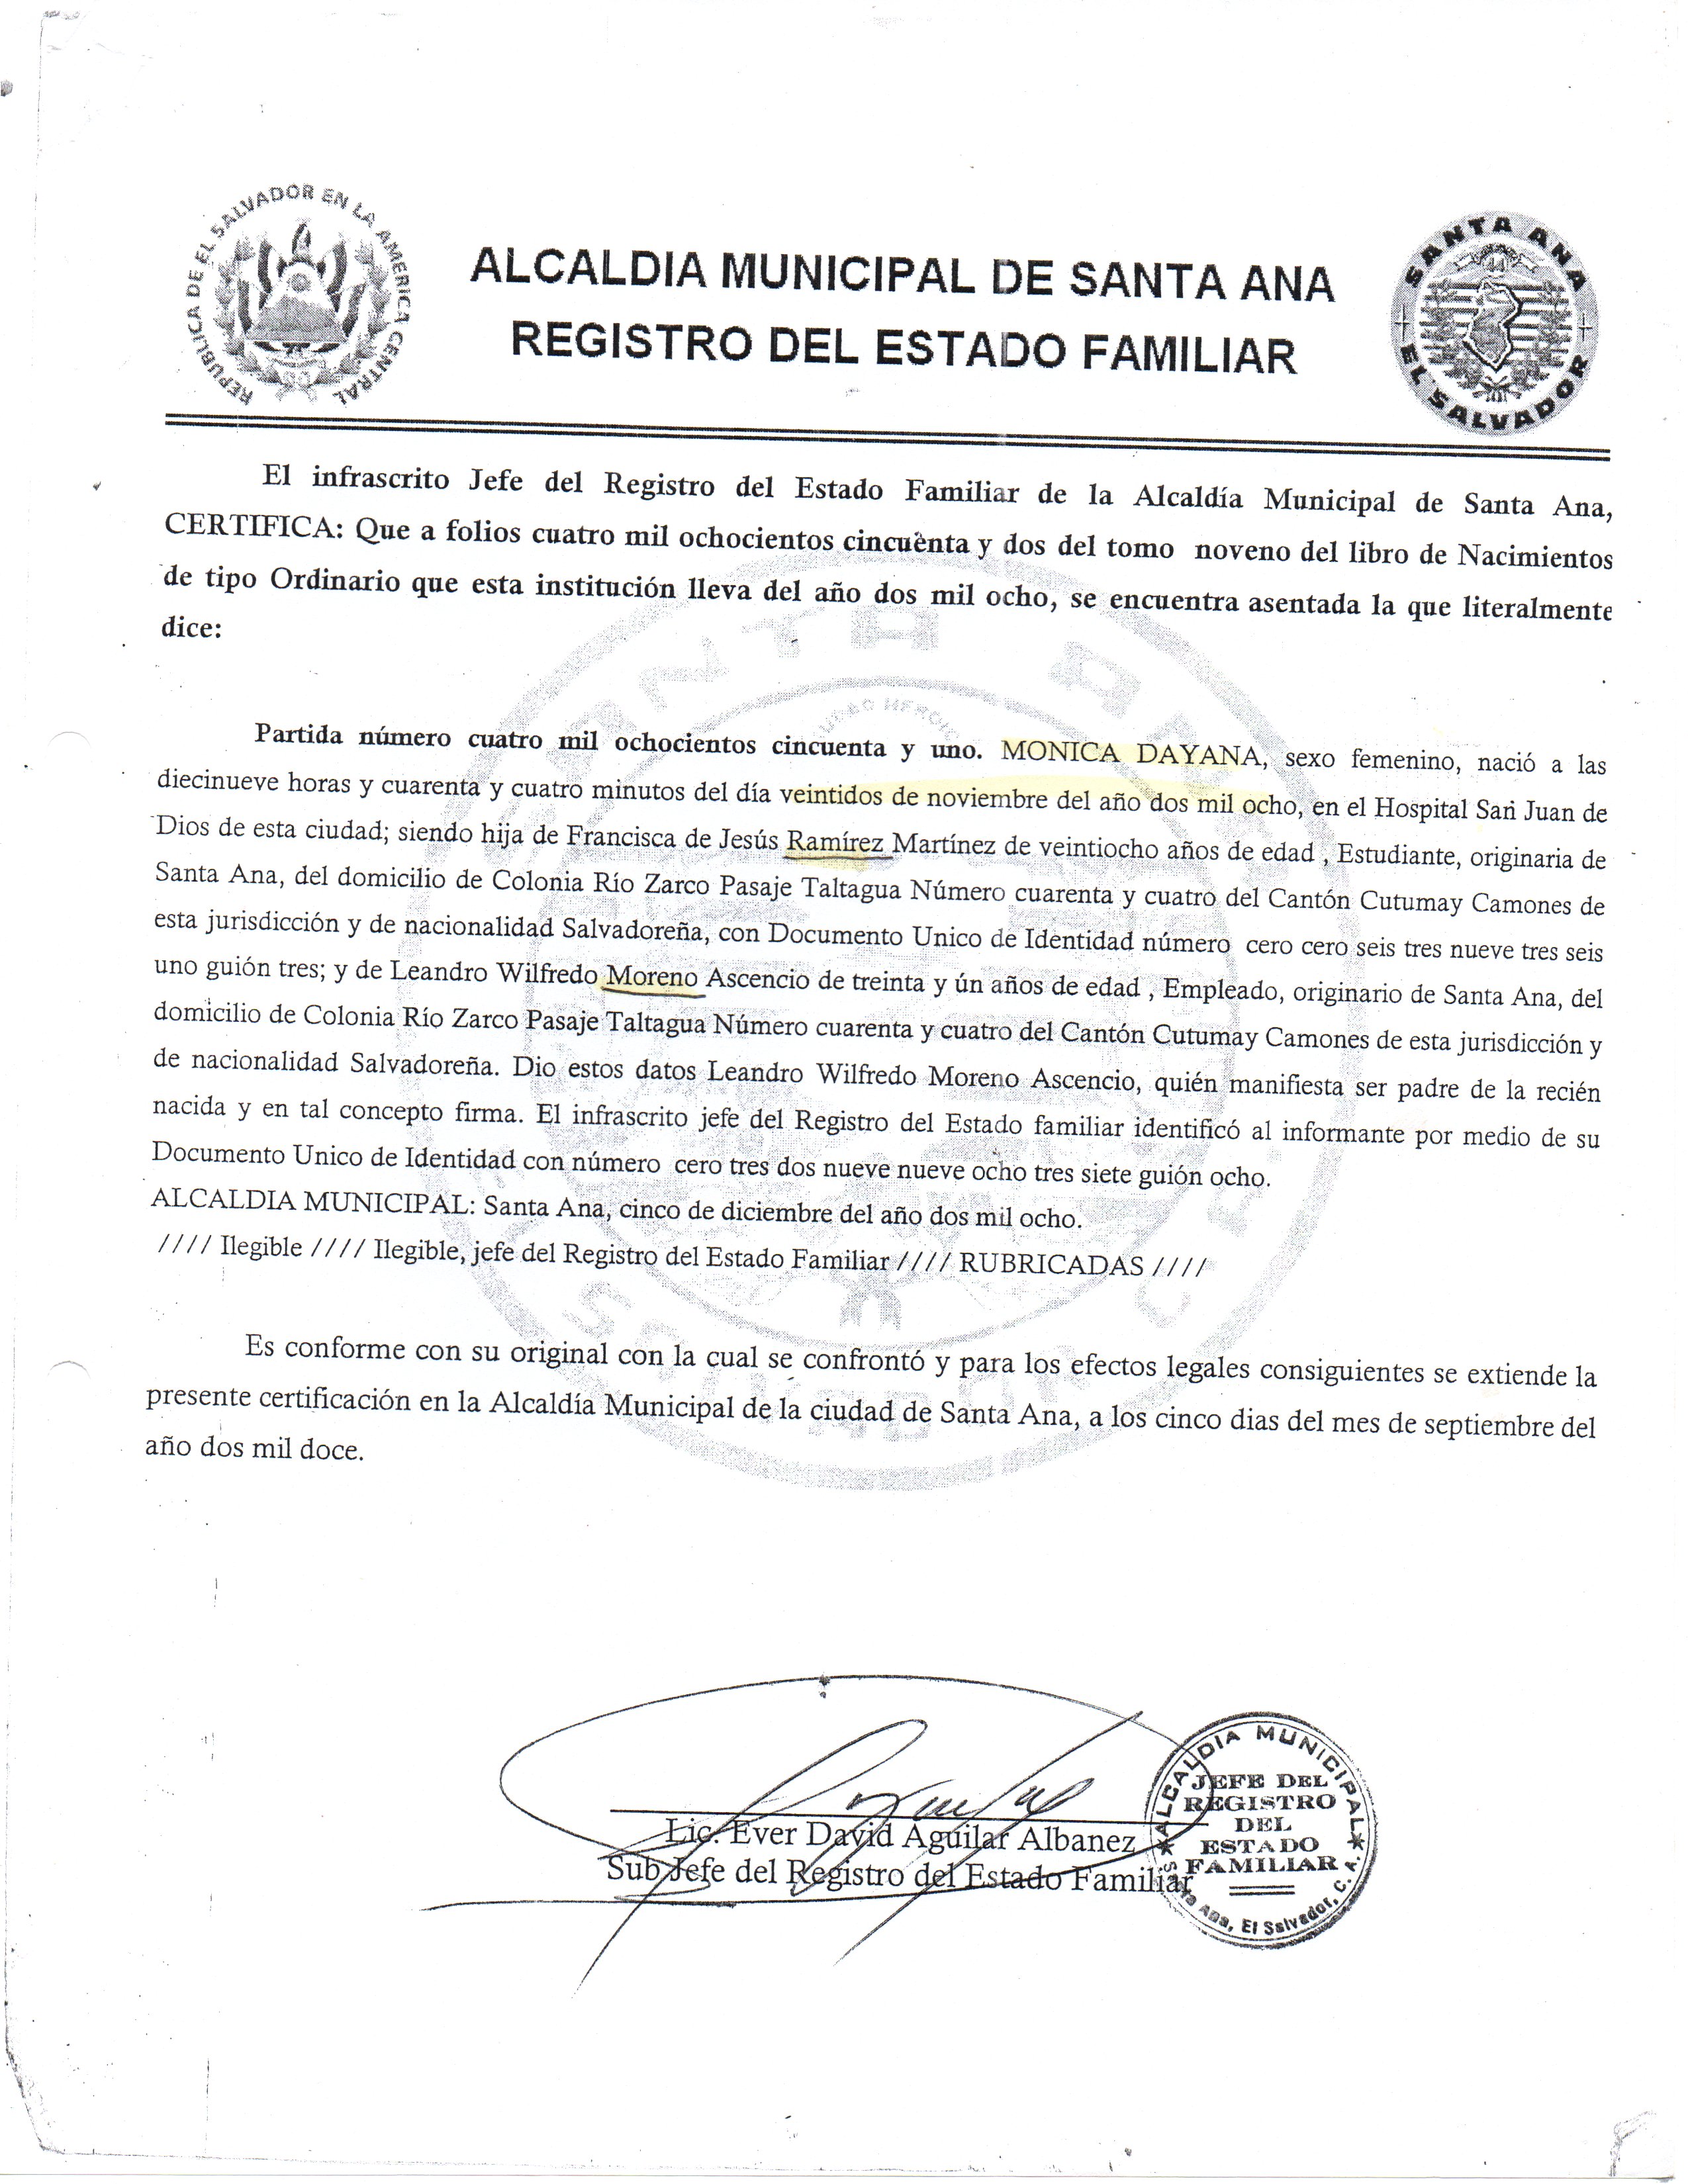 REPUBLICA DE EL SALVADOR EN LA AMERICA CENTRAL
ALCALDIA MUNICIPAL DE SANTA ANA
REGISTRO DEL ESTADO FAMILIAR
SANTA ANA
EL SALVADOR
El infrascrito Jefe del Registro del Estado Familiar de la Alcaldía Municipal de Santa Ana,
CERTIFICA: Que a folios cuatro mil ochocientos cincuenta y dos del tomo noveno del libro de Nacimientos
de tipo Ordinario que esta institución lleva del año dos mil ocho, se encuentra asentada la que literalmente
dice:
Partida número cuatro mil ochocientos cincuenta y uno. MONICA DAYANA, sexo femenino, nació a las
diecinueve horas y cuarenta y cuatro minutos del día veintidos de noviembre del año dos mil ocho, en el Hospital San Juan de
Dios de esta ciudad; siendo hija de Francisca de Jesús Ramírez Martínez de veintiocho años de edad , Estudiante, originaria de
Santa Ana, del domicilio de Colonia Río Zarco Pasaje Taltagua Número cuarenta y cuatro del Cantón Cutumay Camones de
esta jurisdicción y de nacionalidad Salvadoreña, con Documento Unico de Identidad número cero cero seis tres nueve tres seis
uno guión tres; y de Leandro Wilfredo Moreno Ascencio de treinta y ún años de edad , Empleado, originario de Santa Ana, del
domicilio de Colonia Río Zarco Pasaje Taltagua Número cuarenta y cuatro del Cantón Cutumay Camones de esta jurisdicción y
de nacionalidad Salvadoreña. Dio estos datos Leandro Wilfredo Moreno Ascencio, quién manifiesta ser padre de la recién
nacida y en tal concepto firma. El infrascrito jefe del Registro del Estado familiar identificó al informante por medio de su
Documento Unico de Identidad con número cero tres dos nueve nueve ocho tres siete guión ocho.
ALCALDIA MUNICIPAL: Santa Ana, cinco de diciembre del año dos mil ocho.
//// Ilegible //// Ilegible, jefe del Registro del Estado Familiar //// RUBRICADAS ////
Es conforme con su original con la cual se confrontó y para los efectos legales consiguientes se extiende la
presente certificación en la Alcaldía Municipal de la ciudad de Santa Ana, a los cinco dias del mes de septiembre del
año dos mil doce.
Lic. Ever David Aguilar Albanez
Sub Jefe del Registro del Estado Familiar
ALCALDIA MUNICIPAL
JEFE DEL
REGISTRO
DEL
ESTADO
FAMILIAR
Santa Ana, El Salvador, C. A.